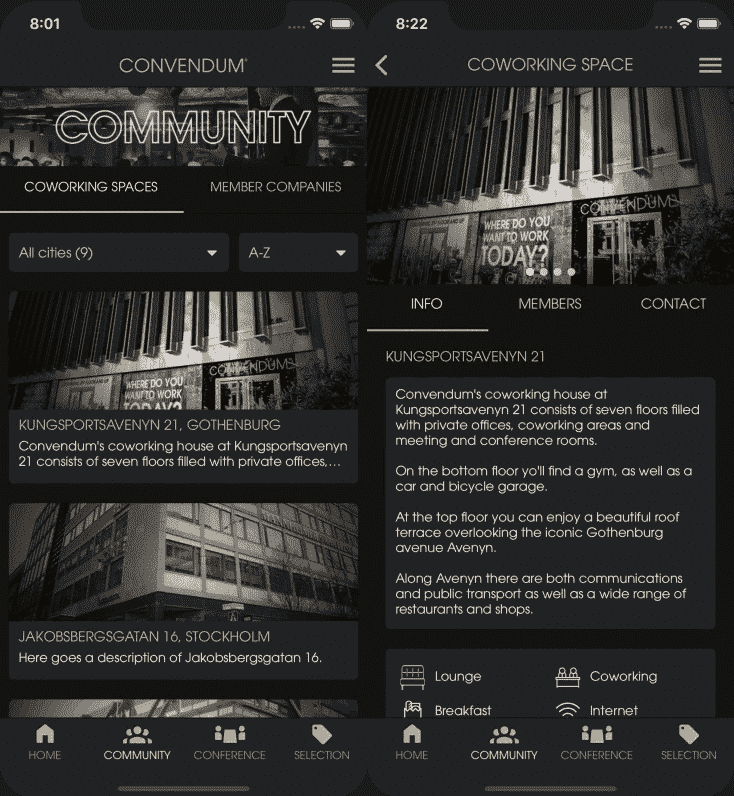 8:01
CONVENDUM
COMMUNITY
COWORKING SPACES
MEMBER COMPANIES
All cities (9)
A-Z
CONVENDUMS
WHERE DO YOU
WANT TO WORK
TODAY?
KUNGSPORTSAVENYN 21, GOTHENBURG
Convendum's coworking house at Kungsportsavenyn
21 consists of seven floors filled with private offices,...
JAKOBSBERGSGATAN 16, STOCKHOLM
Here goes a description of Jakobsbergsgatan 16.
HOME
COMMUNITY
CONFERENCE
SELECTION
8:22
COWORKING SPACE
CONVENDUMS
WHERE DO YOU
WANT TO WORK
TODAY?
INFO
MEMBERS
CONTACT
KUNGSPORTSAVENYN 21
Convendum's coworking house at
Kungsportsavenyn 21 consists of seven floors filled
with private offices, coworking areas and
meeting and conference rooms.
On the bottom floor yo'll find a gym, as well as a
car and bicycle garage.
At the top floor you can enjoy a beautiful roof
terrace overlooking the iconic Gothenburg
avenue Avenyn.
Along Avenyn there are both communications
and public transport as well as a wide range of
restaurants and shops.
Lounge
Coworking
Breakfast
Internet
HOME
COMMUNITY
CONFERENCE
SELECTION